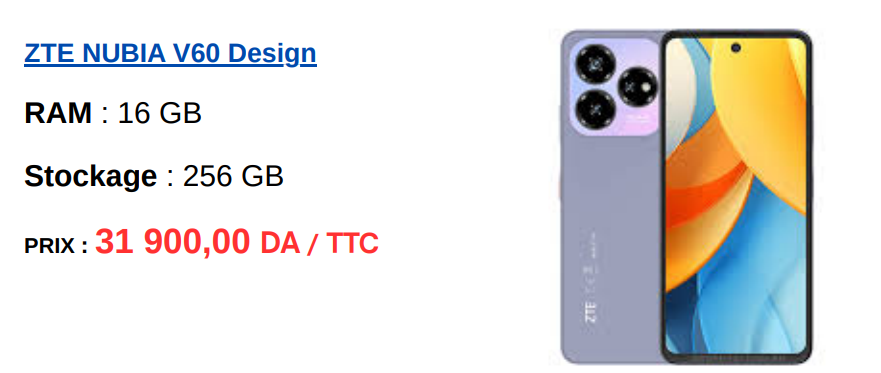 ZTE NUBIA V60 Design
RAM : 16 GB
Stockage : 256 GB
PRIX : 31 900,00 DA / TTC
ZTE